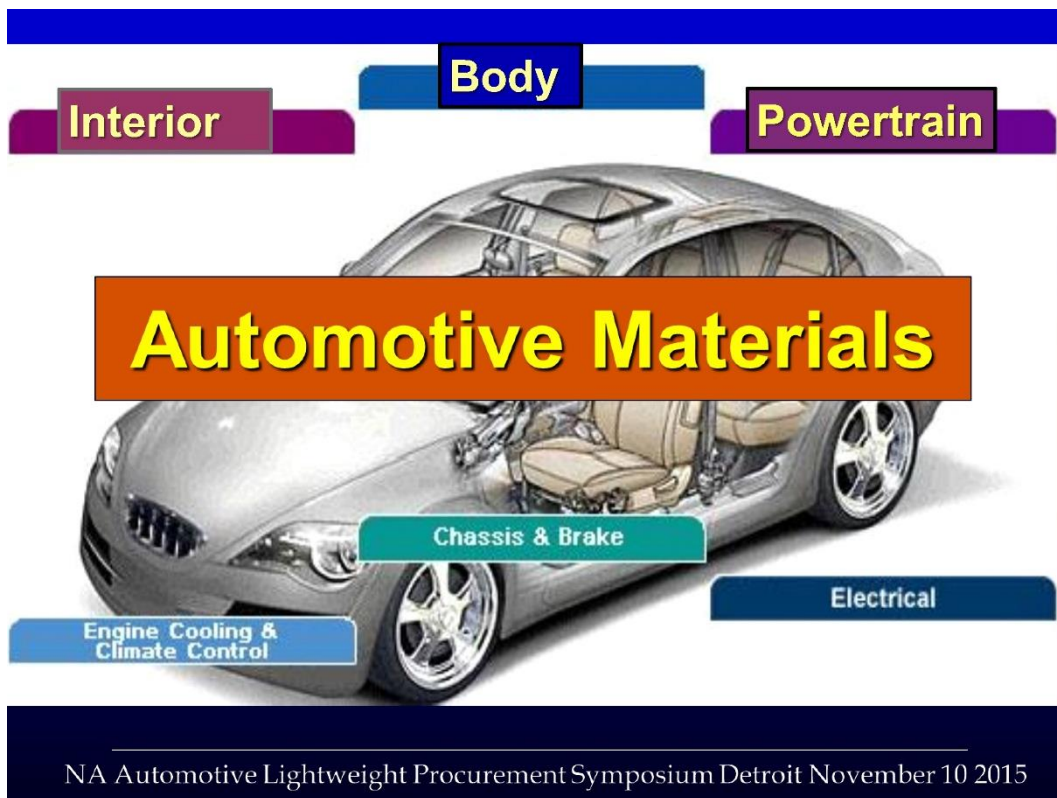 Body
Interior
Powertrain
Automotive Materials
Chassis & Brake
Electrical
Engine Cooling &
Climate Control
NA Automotive Lightweight Procurement Symposium Detroit November 10 2015